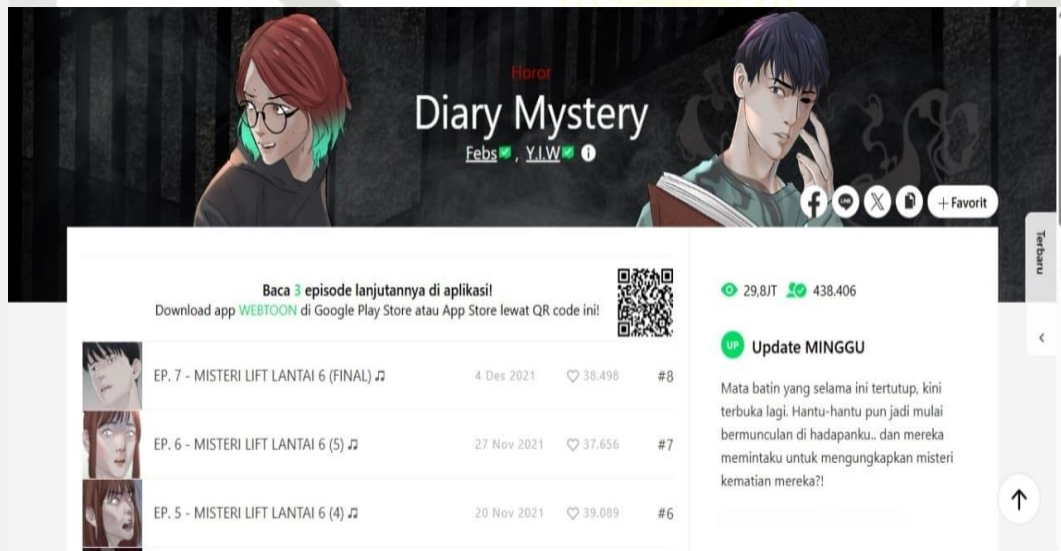 Horor
Diary Mystery
Febs , Y.I.W
+ Favorit
Terbaru
Baca 3 episode lanjutannya di aplikasi!
Download app WEBTOON di Google Play Store atau App Store lewat QR code ini!
EP. 7 - MISTERI LIFT LANTAI 6 (FINAL) ♫ 4 Des 2021 38.498 #8
EP. 6 - MISTERI LIFT LANTAI 6 (5) ♫ 27 Nov 2021 37.656 #7
EP. 5 - MISTERI LIFT LANTAI 6 (4) ♫ 20 Nov 2021 39.089 #6
29,8JT 438.406
UP Update MINGGU
Mata batin yang selama ini tertutup, kini
terbuka lagi. Hantu-hantu pun jadi mulai
bermunculan di hadapanku.. dan mereka
memintaku untuk mengungkapkan misteri
kematian mereka?!